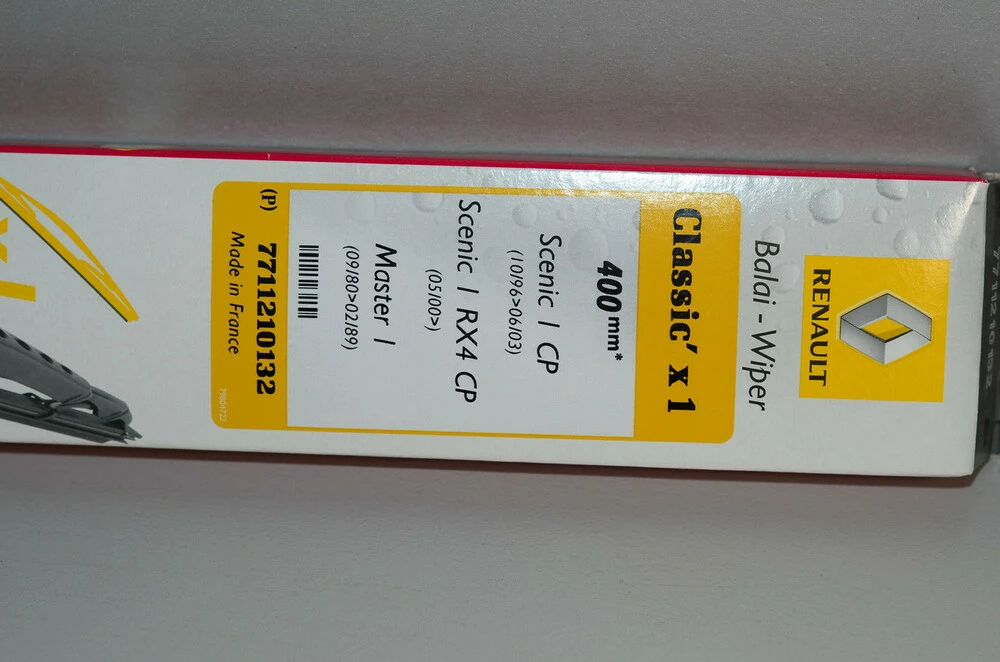 RENAULT
Balai - Wiper
Classic' x 1
400mm*
Scenic I CP
(10/96>06/03)
Scenic I RX4 CP
(05/00>)
Master I
(09/80>02/89)
(P) 7711210132
Made in France